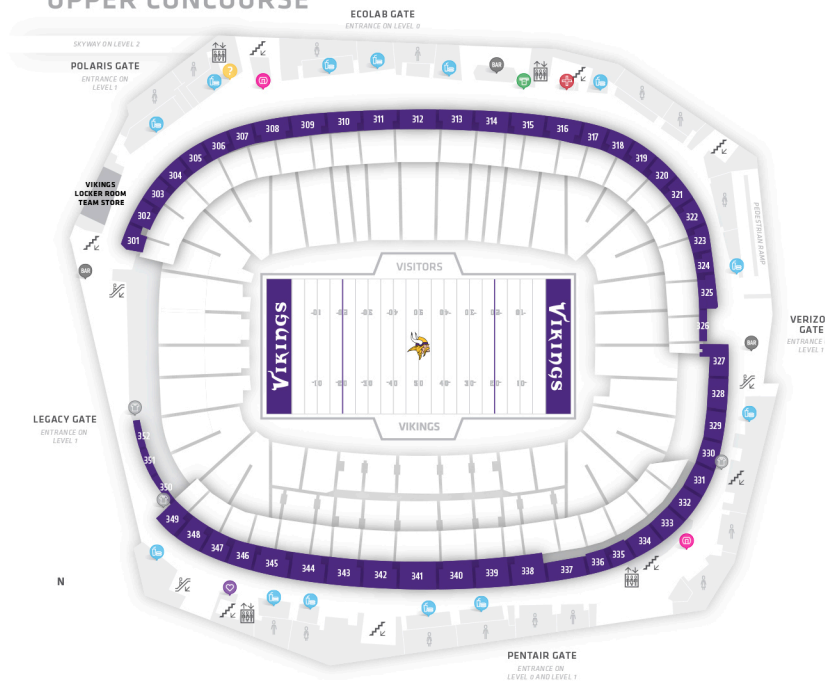 UPPER CONCOURSE
ECOLAB GATE
ENTRANCE ON LEVEL 8
SKYWAY ON LEVEL 2
POLARIS GATE
ENTRANCE ON
LEVEL 1
?
BAR
308
309
310
311
312
313
314
315
316
307
317
306
318
305
319
304
320
303
321
302
322
301
323
324
325
326
VIKINGS
LOCKER ROOM
TEAM STORE
BAR
PEDESTRIAN RAMP
VISITORS
VIKINGS
VIKINGS
VIKINGS
BAR
VERIZO
GATE
ENTRANCE
LEVEL 1
327
328
329
330
331
332
333
334
335
336
337
LEGACY GATE
ENTRANCE ON
LEVEL 1
352
351
350
349
348
347
346
345
344
343
342
341
340
339
338
N
PENTAIR GATE
ENTRANCE ON
LEVEL 0 AND LEVEL 1